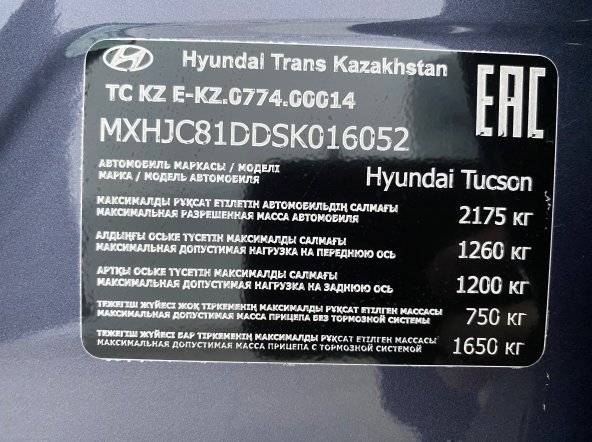 Hyundai Trans Kazakhstan
EAC
TC KZ E-KZ.0774.00014
MXHJC81DDSK016052
АВТОМОБИЛЬ МАРКАСЫ / МОДЕЛІ
МАРКА / МОДЕЛЬ АВТОМОБИЛЯ
Hyundai Tucson
МАКСИМАЛДЫ РҰҚСАТ ЕТІЛЕТІН АВТОМОБИЛЬДІҢ САЛМАҒЫ
МАКСИМАЛЬНАЯ РАЗРЕШЕННАЯ МАССА АВТОМОБИЛЯ
2175 кг
АЛДЫҢҒЫ ОСЬКЕ ТҮСЕТІН МАКСИМАЛДЫ САЛМАҒЫ
МАКСИМАЛЬНАЯ ДОПУСТИМАЯ НАГРУЗКА НА ПЕРЕДНЮЮ ОСЬ
1260 кг
АРТҚЫ ОСЬКЕ ТҮСЕТІН МАКСИМАЛДЫ САЛМАҒЫ
МАКСИМАЛЬНАЯ ДОПУСТИМАЯ НАГРУЗКА НА ЗАДНЮЮ ОСЬ
1200 кг
ТЕЖЕГІШ ЖҮЙЕСІ ЖОҚ ТІРКЕМЕНІҢ МАКСИМАЛДЫ РҰҚСАТ ЕТІЛГЕН МАССАСЫ
МАКСИМАЛЬНАЯ ДОПУСТИМАЯ МАССА ПРИЦЕПА БЕЗ ТОРМОЗНОЙ СИСТЕМЫ
750 кг
ТЕЖЕГІШ ЖҮЙЕСІ БАР ТІРКЕМЕНІҢ МАКСИМАЛДЫ РҰҚСАТ ЕТІЛГЕН МАССАСЫ
МАКСИМАЛЬНАЯ ДОПУСТИМАЯ МАССА ПРИЦЕПА С ТОРМОЗНОЙ СИСТЕМОЙ
1650 кг